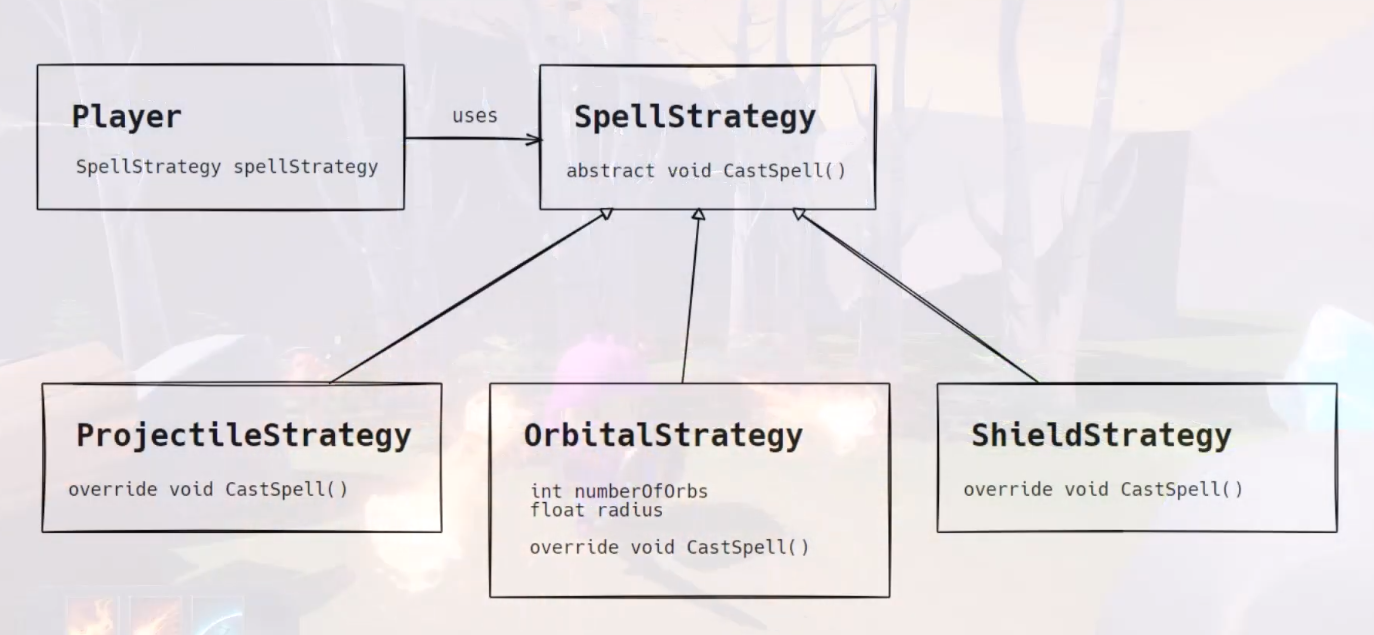 Player
SpellStrategy spellStrategy
uses
SpellStrategy
abstract void CastSpell()
ProjectileStrategy
override void CastSpell()
OrbitalStrategy
int numberOfOrbs
float radius
override void CastSpell()
ShieldStrategy
override void CastSpell()